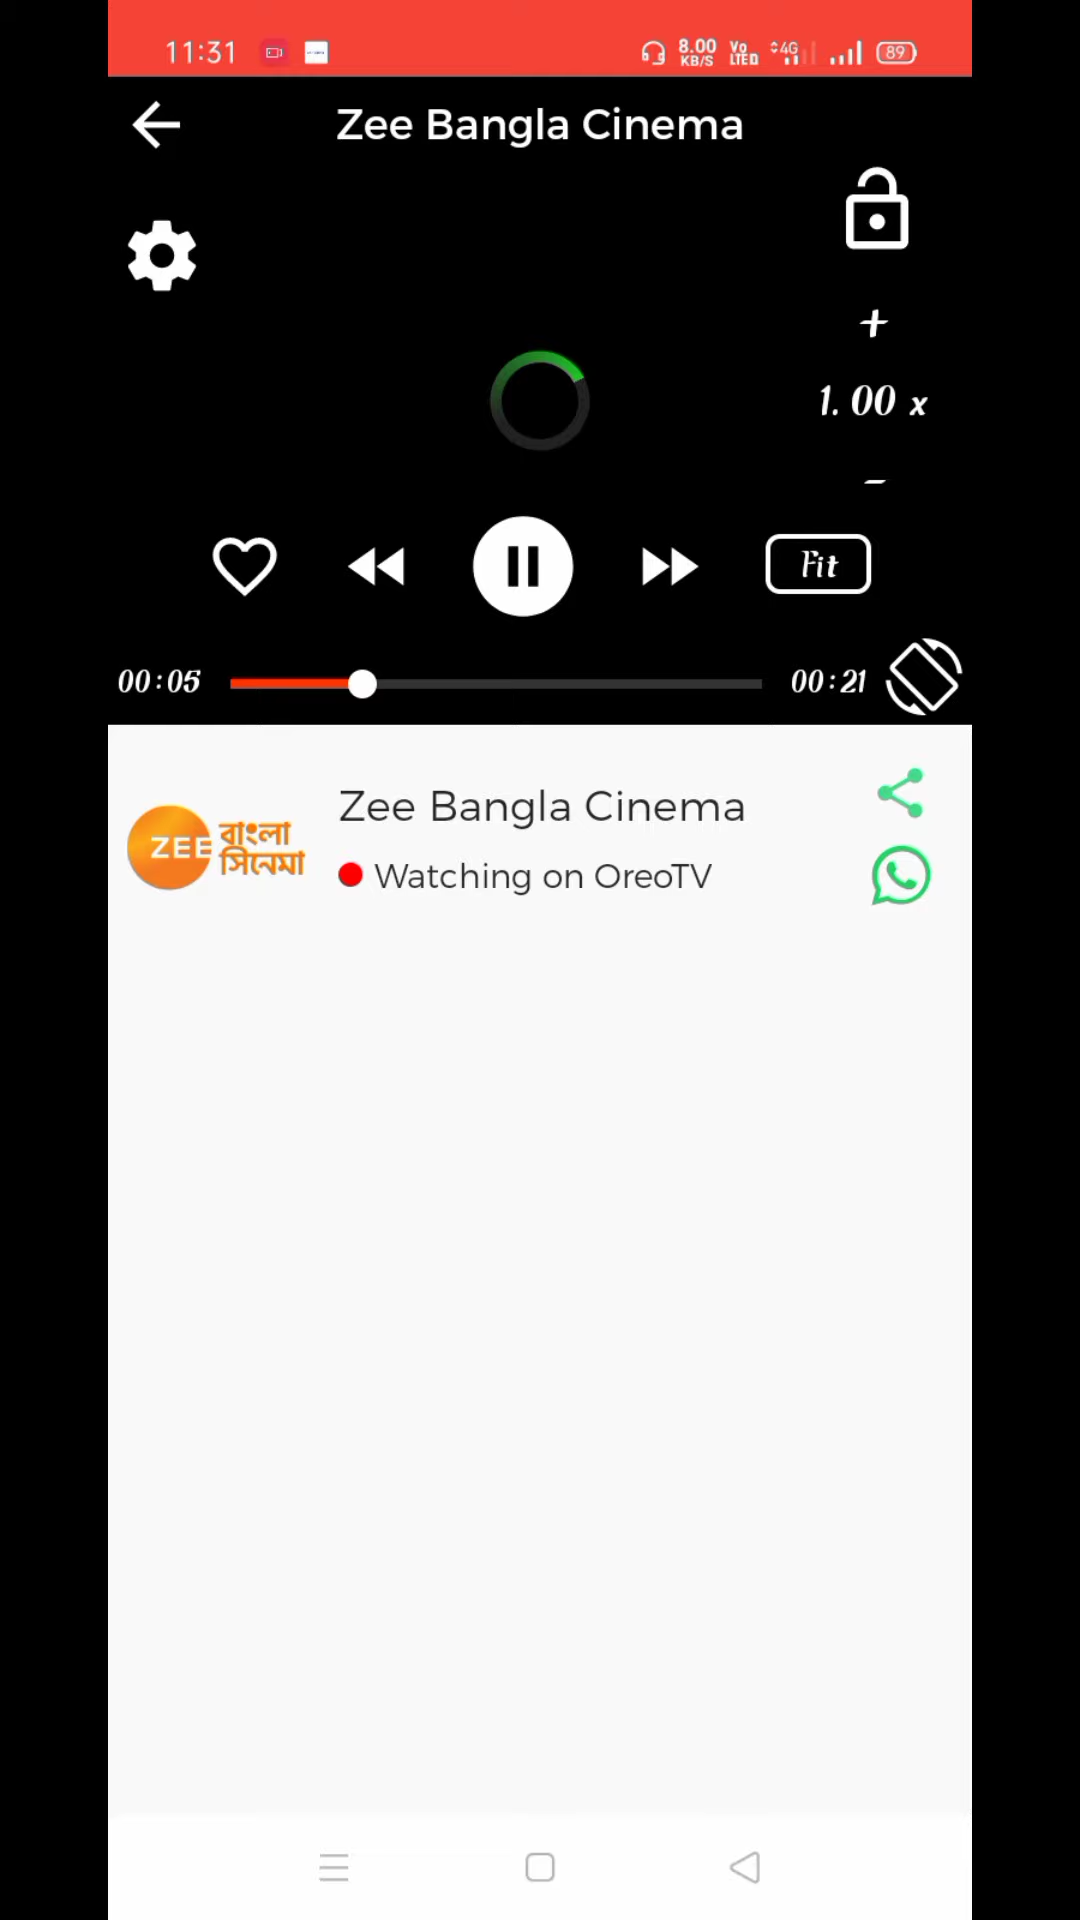 11:31 8.00 KB/S Vo LTE 4G 89
Zee Bangla Cinema
+
1.00 x
-
Fit
00:05 00:21
ZEE বাংলা সিনেমা
Zee Bangla Cinema
Watching on OreoTV